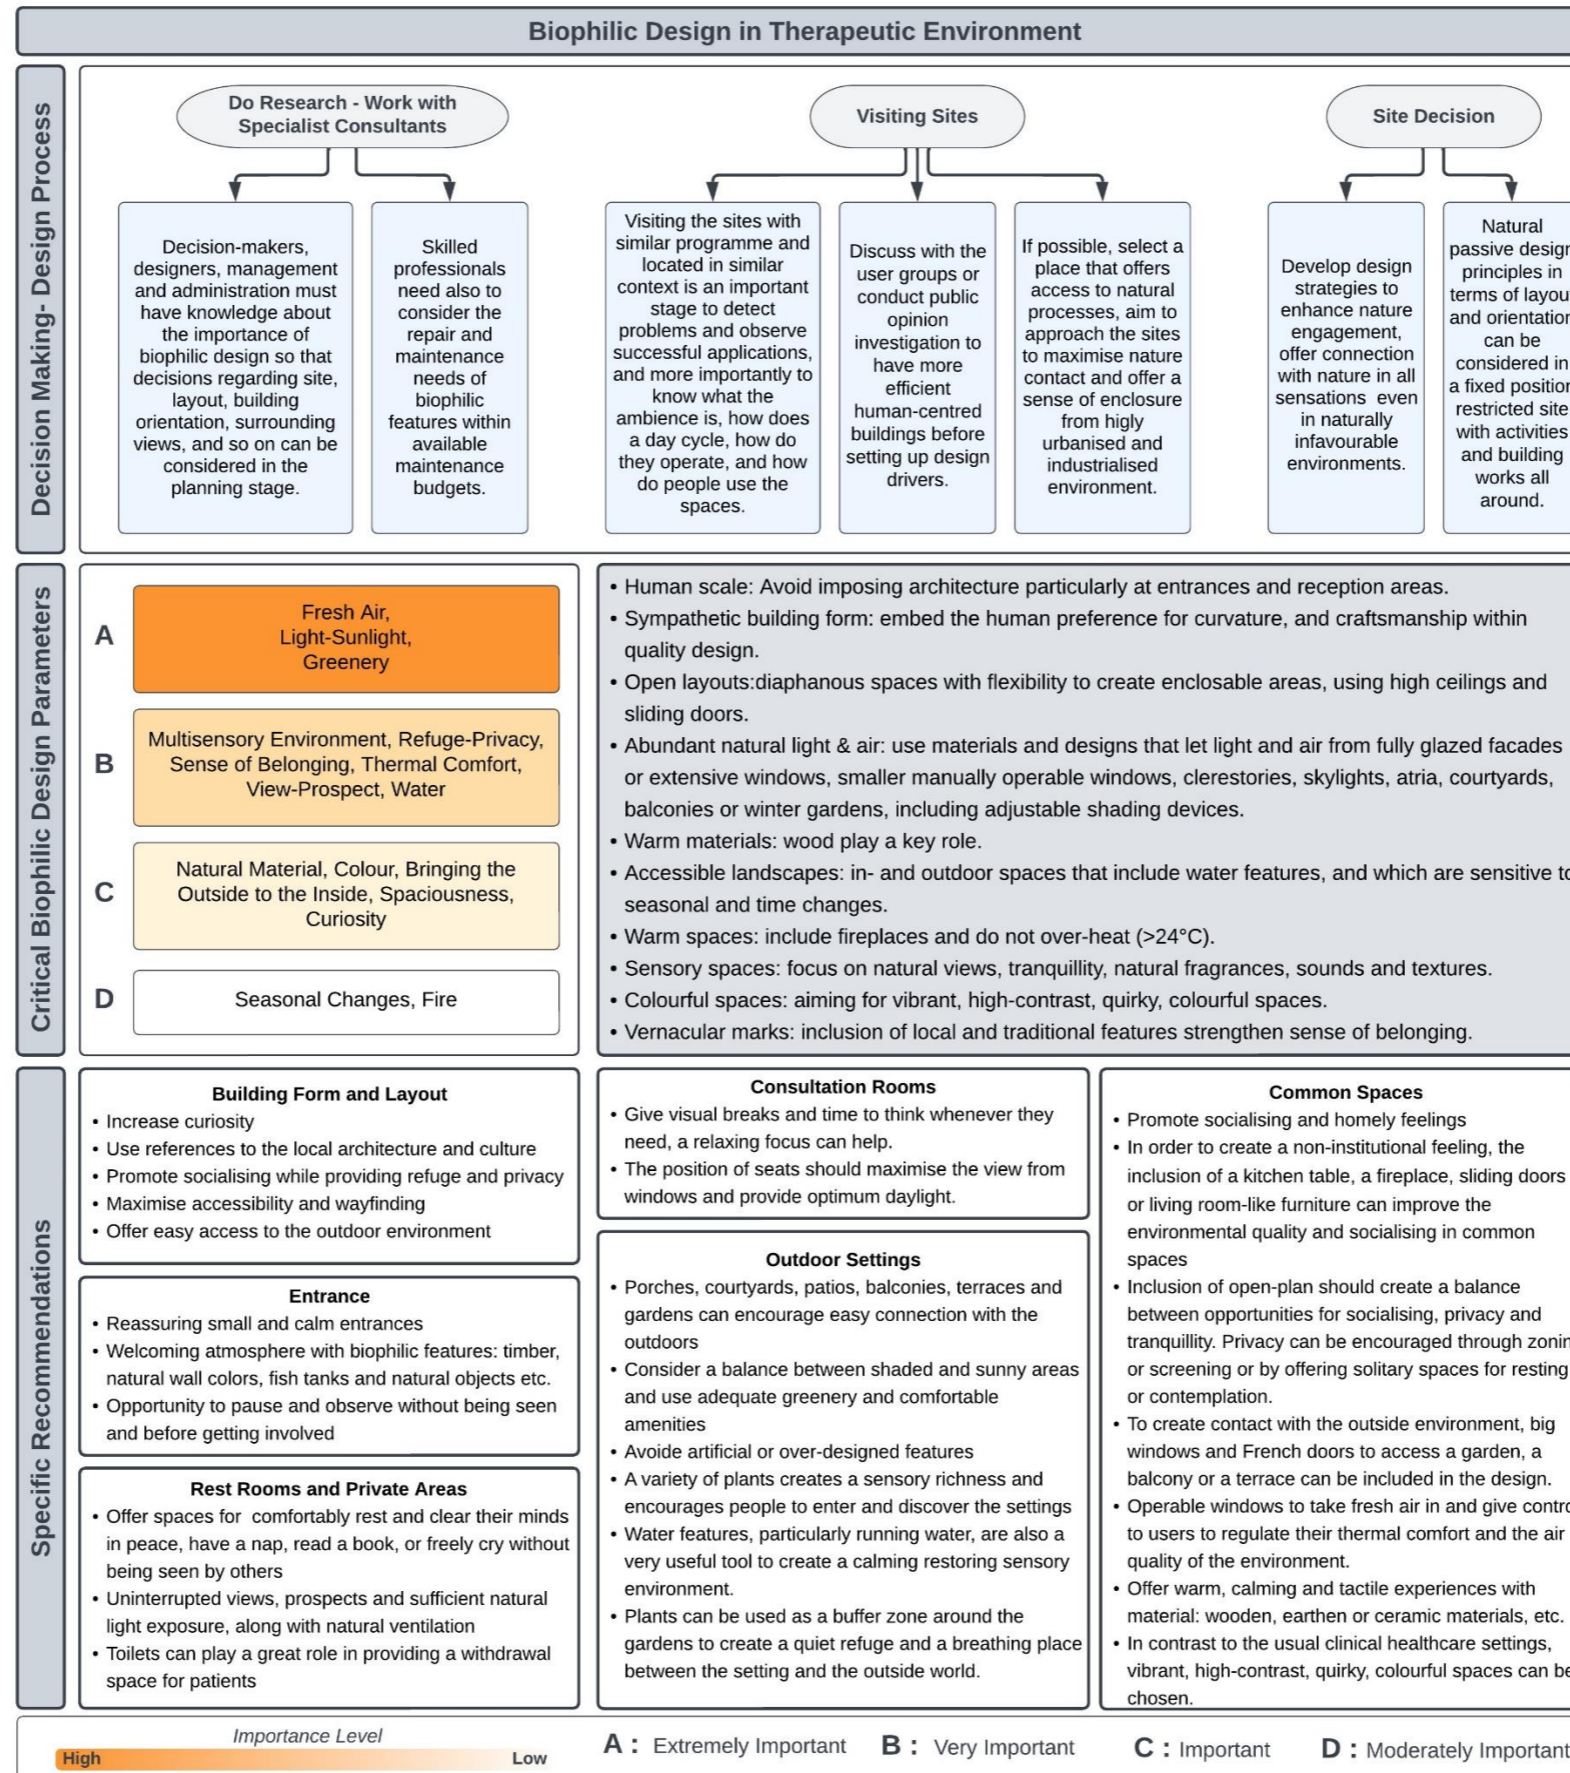 Biophilic Design in Therapeutic Environment
Decision Making- Design Process
Do Research - Work with
Specialist Consultants
Decision-makers,
designers, management
and administration must
have knowledge about
the importance of
biophilic design so that
decisions regarding site,
layout, building
orientation, surrounding
views, and so on can be
considered in the
planning stage.
Skilled
professionals
need also to
consider the
repair and
maintenance
needs of
biophilic
features within
available
maintenance
budgets.
Visiting Sites
Visiting the sites with
similar programme and
located in similar
context is an important
stage to detect
problems and observe
successful applications,
and more importantly to
know what the
ambience is, how does
a day cycle, how do
they operate, and how
do people use the
spaces.
Discuss with the
user groups or
conduct public
opinion
investigation to
have more
efficient
human-centred
buildings before
setting up design
drivers.
If possible, select a
place that offers
access to natural
processes, aim to
approach the sites
to maximise nature
contact and offer a
sense of enclosure
from higly
urbanised and
industrialised
environment.
Site Decision
Develop design
strategies to
enhance nature
engagement,
offer connection
with nature in all
sensations even
in naturally
infavourable
environments.
Natural
passive design
principles in
terms of layout
and orientation
can be
considered in
a fixed position
restricted site
with activities
and building
works all
around.
Critical Biophilic Design Parameters
A
Fresh Air,
Light-Sunlight,
Greenery
B
Multisensory Environment, Refuge-Privacy,
Sense of Belonging, Thermal Comfort,
View-Prospect, Water
C
Natural Material, Colour, Bringing the
Outside to the Inside, Spaciousness,
Curiosity
D
Seasonal Changes, Fire
• Human scale: Avoid imposing architecture particularly at entrances and reception areas.
• Sympathetic building form: embed the human preference for curvature, and craftsmanship within
quality design.
• Open layouts:diaphanous spaces with flexibility to create enclosable areas, using high ceilings and
sliding doors.
• Abundant natural light & air: use materials and designs that let light and air from fully glazed facades
or extensive windows, smaller manually operable windows, clerestories, skylights, atria, courtyards,
balconies or winter gardens, including adjustable shading devices.
• Warm materials: wood play a key role.
• Accessible landscapes: in- and outdoor spaces that include water features, and which are sensitive to
seasonal and time changes.
• Warm spaces: include fireplaces and do not over-heat (>24°C).
• Sensory spaces: focus on natural views, tranquillity, natural fragrances, sounds and textures.
• Colourful spaces: aiming for vibrant, high-contrast, quirky, colourful spaces.
• Vernacular marks: inclusion of local and traditional features strengthen sense of belonging.
Specific Recommendations
Building Form and Layout
• Increase curiosity
• Use references to the local architecture and culture
• Promote socialising while providing refuge and privacy
• Maximise accessibility and wayfinding
• Offer easy access to the outdoor environment
Entrance
• Reassuring small and calm entrances
• Welcoming atmosphere with biophilic features: timber,
natural wall colors, fish tanks and natural objects etc.
• Opportunity to pause and observe without being seen
and before getting involved
Rest Rooms and Private Areas
• Offer spaces for comfortably rest and clear their minds
in peace, have a nap, read a book, or freely cry without
being seen by others
• Uninterrupted views, prospects and sufficient natural
light exposure, along with natural ventilation
• Toilets can play a great role in providing a withdrawal
space for patients
Consultation Rooms
• Give visual breaks and time to think whenever they
need, a relaxing focus can help.
• The position of seats should maximise the view from
windows and provide optimum daylight.
Outdoor Settings
• Porches, courtyards, patios, balconies, terraces and
gardens can encourage easy connection with the
outdoors
• Consider a balance between shaded and sunny areas
and use adequate greenery and comfortable
amenities
• Avoide artificial or over-designed features
• A variety of plants creates a sensory richness and
encourages people to enter and discover the settings
• Water features, particularly running water, are also a
very useful tool to create a calming restoring sensory
environment.
• Plants can be used as a buffer zone around the
gardens to create a quiet refuge and a breathing place
between the setting and the outside world.
Common Spaces
• Promote socialising and homely feelings
• In order to create a non-institutional feeling, the
inclusion of a kitchen table, a fireplace, sliding doors
or living room-like furniture can improve the
environmental quality and socialising in common
spaces
• Inclusion of open-plan should create a balance
between opportunities for socialising, privacy and
tranquillity. Privacy can be encouraged through zonin
or screening or by offering solitary spaces for resting
or contemplation.
• To create contact with the outside environment, big
windows and French doors to access a garden, a
balcony or a terrace can be included in the design.
• Operable windows to take fresh air in and give contro
to users to regulate their thermal comfort and the air
quality of the environment.
• Offer warm, calming and tactile experiences with
material: wooden, earthen or ceramic materials, etc.
• In contrast to the usual clinical healthcare settings,
vibrant, high-contrast, quirky, colourful spaces can be
chosen.
Importance Level
High Low
A : Extremely Important B : Very Important C : Important D : Moderately Important